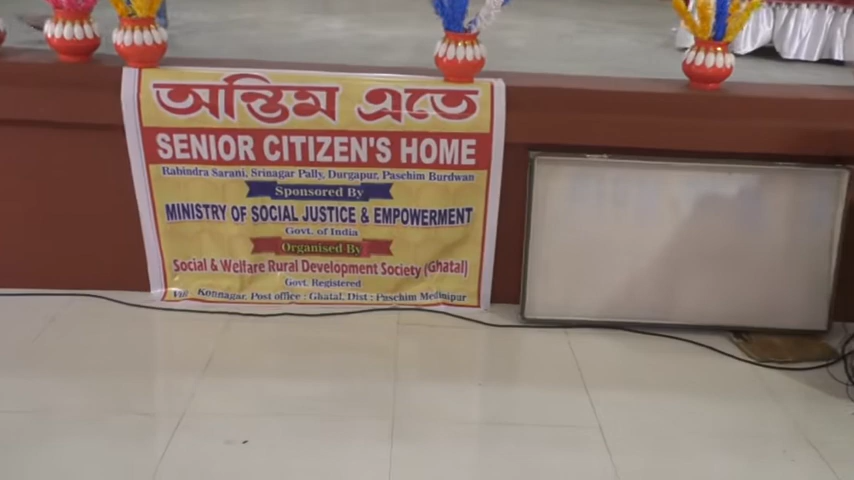 অন্তিম এতে
SENIOR CITIZEN'S HOME
Rabindra Sarani, Srinagar Pally, Durgapur, Paschim Burdwan
Sponsored By
MINISTRY OF SOCIAL JUSTICE & EMPOWERMENT
Govt. of India
Organised By
Social & Welfare Rural Development Society (Ghatal)
Govt. Registered
Vill : Konnagar, Post office : Ghatal, Dist : Paschim Medinipur